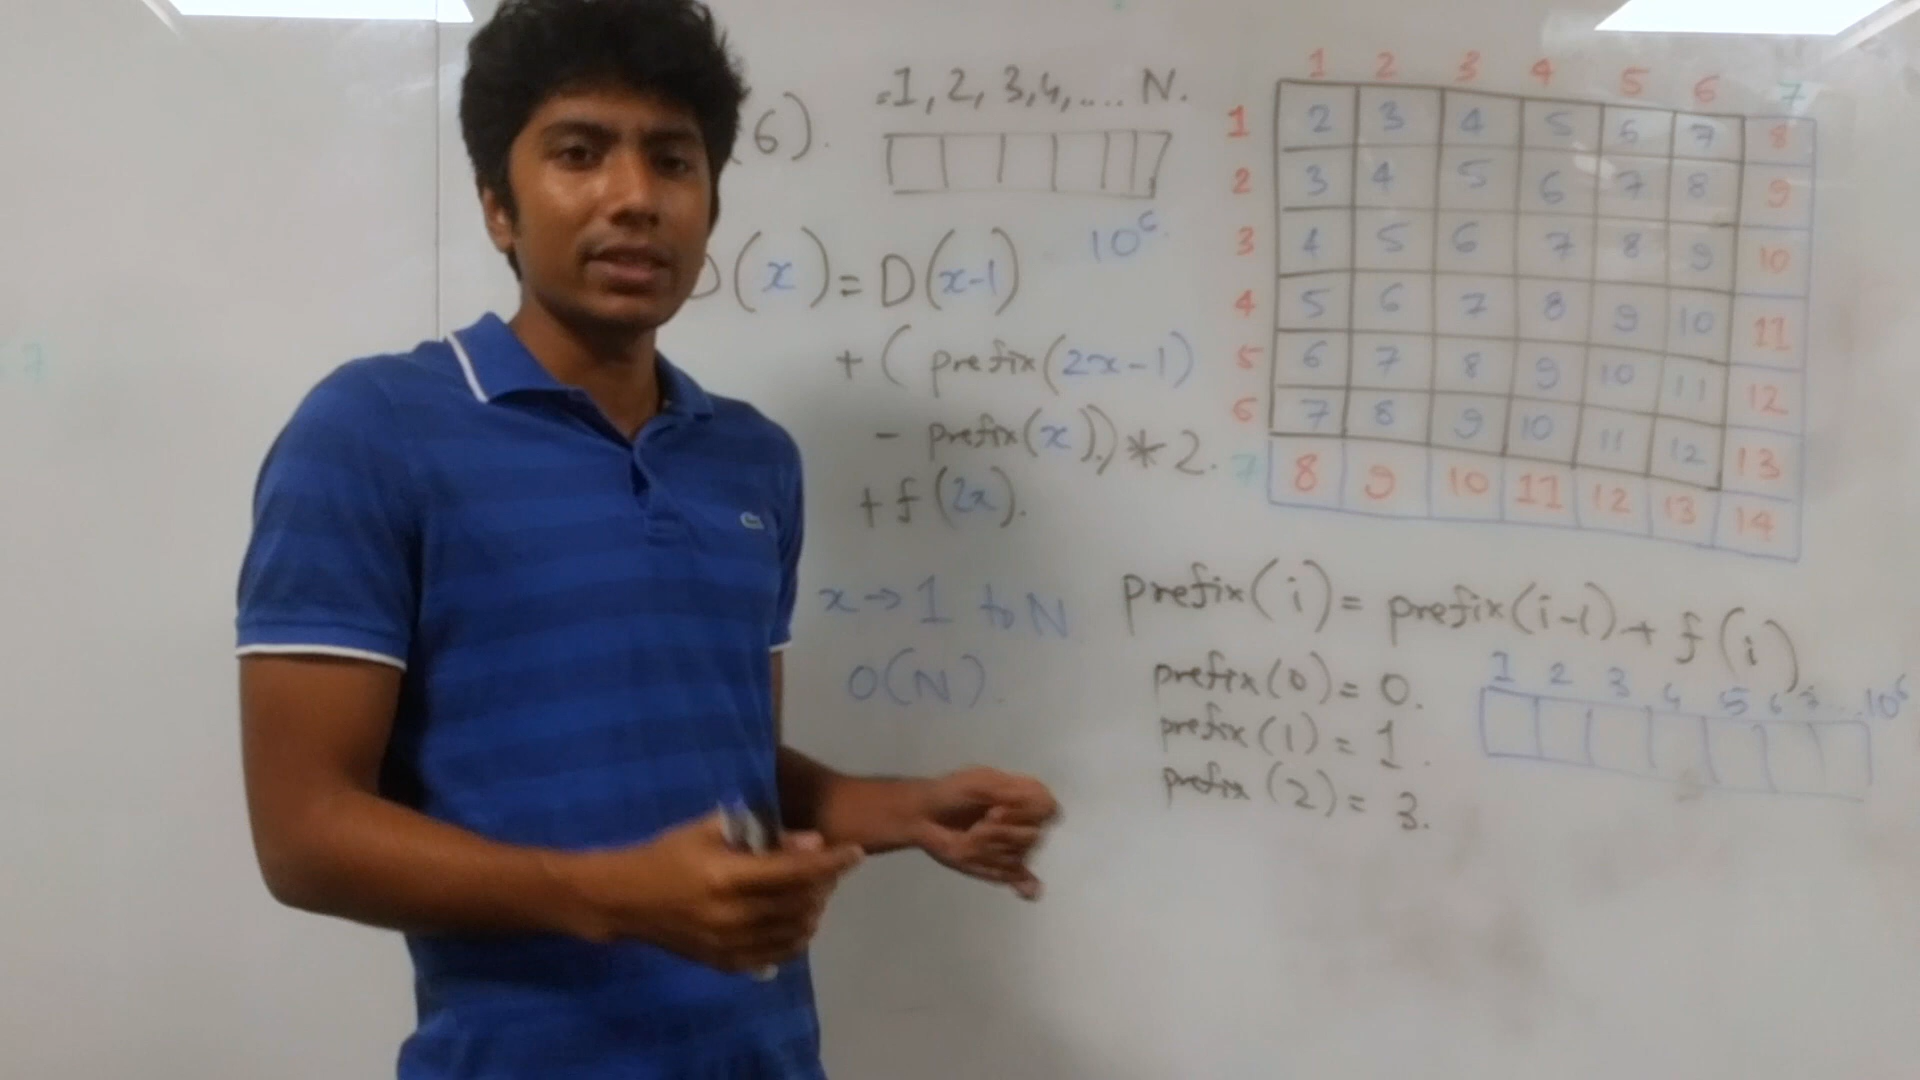 (6).
1, 2, 3, 4, .... N.
D(x) = D(x-1)
10^6.
+ ( prefix(2x-1)
- prefix(x)) * 2.
+ f(2x).
x → 1 to N
O(N).
1 2 3 4 5 6 7
1 2 3 4 5 6 7 8
2 3 4 5 6 7 8 9
3 4 5 6 7 8 9 10
4 5 6 7 8 9 10 11
5 6 7 8 9 10 11 12
6 7 8 9 10 11 12 13
7 8 9 10 11 12 13 14
prefix(i) = prefix(i-1) + f(i)
prefix(0) = 0.
prefix(1) = 1.
prefix(2) = 3.
1 2 3 4 5 6 7 .. 10^6
7